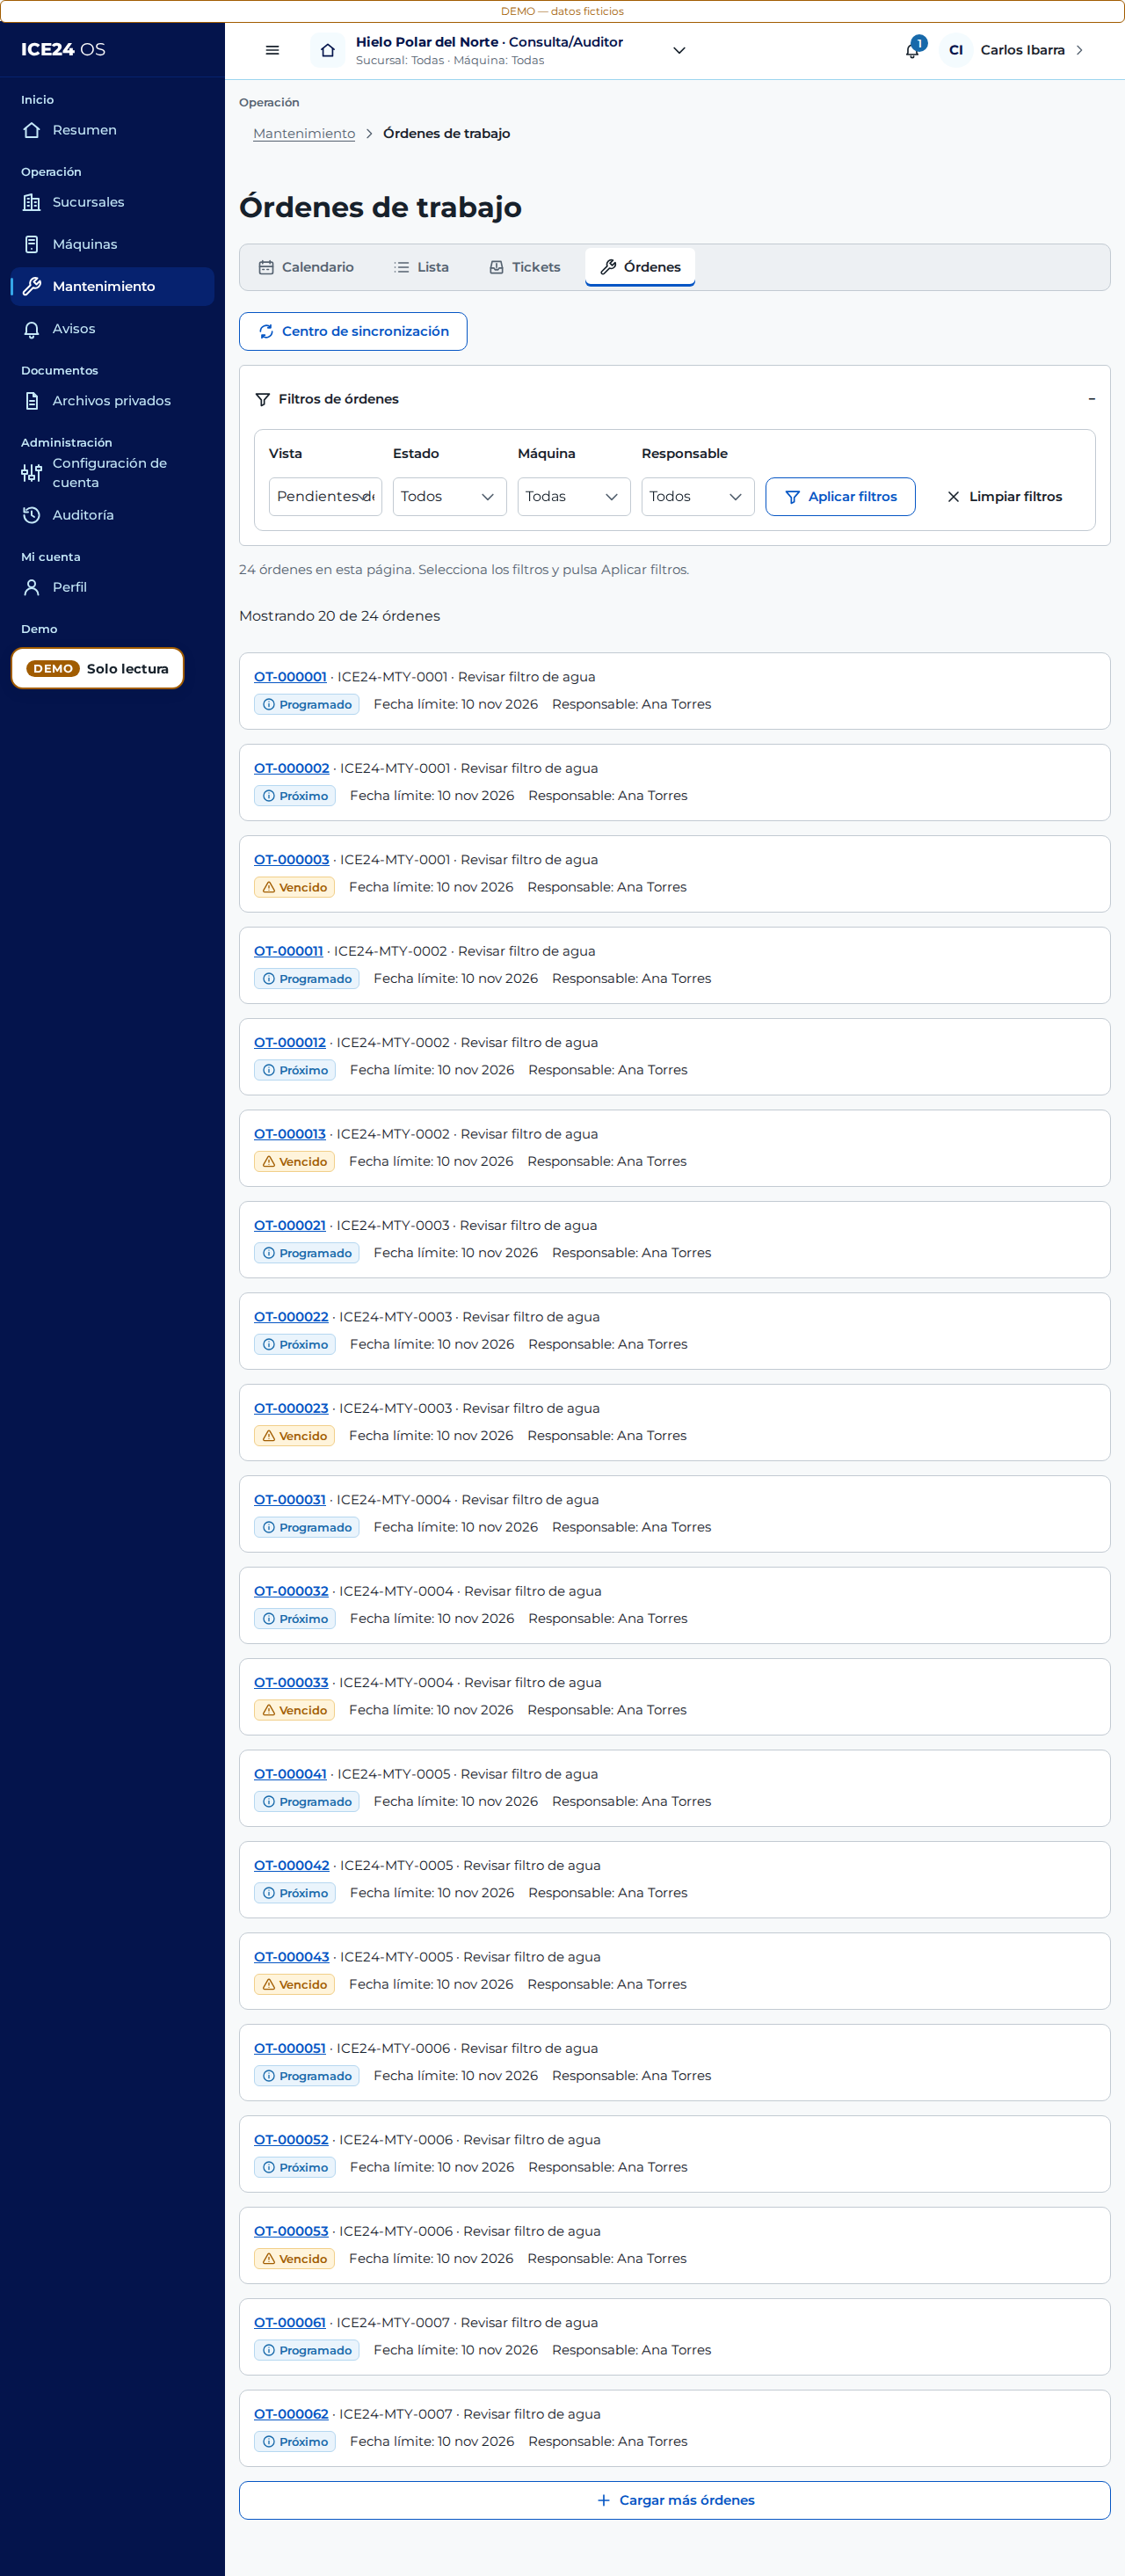 DEMO — datos ficticios
ICE24 OS
Hielo Polar del Norte · Consulta/Auditor
Sucursal: Todas · Máquina: Todas
1
CI
Carlos Ibarra
Inicio
Resumen
Operación
Sucursales
Máquinas
Mantenimiento
Avisos
Documentos
Archivos privados
Administración
Configuración de
cuenta
Auditoría
Mi cuenta
Perfil
Demo
DEMO Solo lectura
Operación
Mantenimiento > Órdenes de trabajo
Órdenes de trabajo
Calendario Lista Tickets Órdenes
Centro de sincronización
Filtros de órdenes
Vista Estado Máquina Responsable
Pendientes de Todos Todas Todos Aplicar filtros Limpiar filtros
24 órdenes en esta página. Selecciona los filtros y pulsa Aplicar filtros.
Mostrando 20 de 24 órdenes
OT-000001 · ICE24-MTY-0001 · Revisar filtro de agua
Programado Fecha límite: 10 nov 2026 Responsable: Ana Torres
OT-000002 · ICE24-MTY-0001 · Revisar filtro de agua
Próximo Fecha límite: 10 nov 2026 Responsable: Ana Torres
OT-000003 · ICE24-MTY-0001 · Revisar filtro de agua
Vencido Fecha límite: 10 nov 2026 Responsable: Ana Torres
OT-000011 · ICE24-MTY-0002 · Revisar filtro de agua
Programado Fecha límite: 10 nov 2026 Responsable: Ana Torres
OT-000012 · ICE24-MTY-0002 · Revisar filtro de agua
Próximo Fecha límite: 10 nov 2026 Responsable: Ana Torres
OT-000013 · ICE24-MTY-0002 · Revisar filtro de agua
Vencido Fecha límite: 10 nov 2026 Responsable: Ana Torres
OT-000021 · ICE24-MTY-0003 · Revisar filtro de agua
Programado Fecha límite: 10 nov 2026 Responsable: Ana Torres
OT-000022 · ICE24-MTY-0003 · Revisar filtro de agua
Próximo Fecha límite: 10 nov 2026 Responsable: Ana Torres
OT-000023 · ICE24-MTY-0003 · Revisar filtro de agua
Vencido Fecha límite: 10 nov 2026 Responsable: Ana Torres
OT-000031 · ICE24-MTY-0004 · Revisar filtro de agua
Programado Fecha límite: 10 nov 2026 Responsable: Ana Torres
OT-000032 · ICE24-MTY-0004 · Revisar filtro de agua
Próximo Fecha límite: 10 nov 2026 Responsable: Ana Torres
OT-000033 · ICE24-MTY-0004 · Revisar filtro de agua
Vencido Fecha límite: 10 nov 2026 Responsable: Ana Torres
OT-000041 · ICE24-MTY-0005 · Revisar filtro de agua
Programado Fecha límite: 10 nov 2026 Responsable: Ana Torres
OT-000042 · ICE24-MTY-0005 · Revisar filtro de agua
Próximo Fecha límite: 10 nov 2026 Responsable: Ana Torres
OT-000043 · ICE24-MTY-0005 · Revisar filtro de agua
Vencido Fecha límite: 10 nov 2026 Responsable: Ana Torres
OT-000051 · ICE24-MTY-0006 · Revisar filtro de agua
Programado Fecha límite: 10 nov 2026 Responsable: Ana Torres
OT-000052 · ICE24-MTY-0006 · Revisar filtro de agua
Próximo Fecha límite: 10 nov 2026 Responsable: Ana Torres
OT-000053 · ICE24-MTY-0006 · Revisar filtro de agua
Vencido Fecha límite: 10 nov 2026 Responsable: Ana Torres
OT-000061 · ICE24-MTY-0007 · Revisar filtro de agua
Programado Fecha límite: 10 nov 2026 Responsable: Ana Torres
OT-000062 · ICE24-MTY-0007 · Revisar filtro de agua
Próximo Fecha límite: 10 nov 2026 Responsable: Ana Torres
Cargar más órdenes